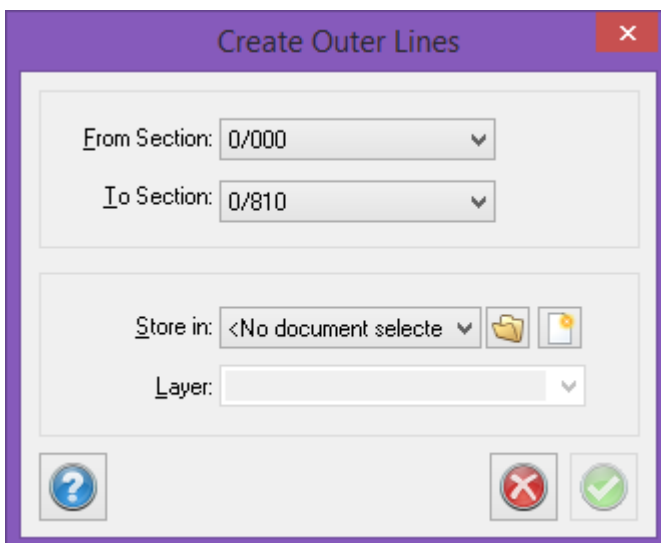 Create Outer Lines
From Section: 0/000
To Section: 0/810
Store in: <No document selecte
Layer: